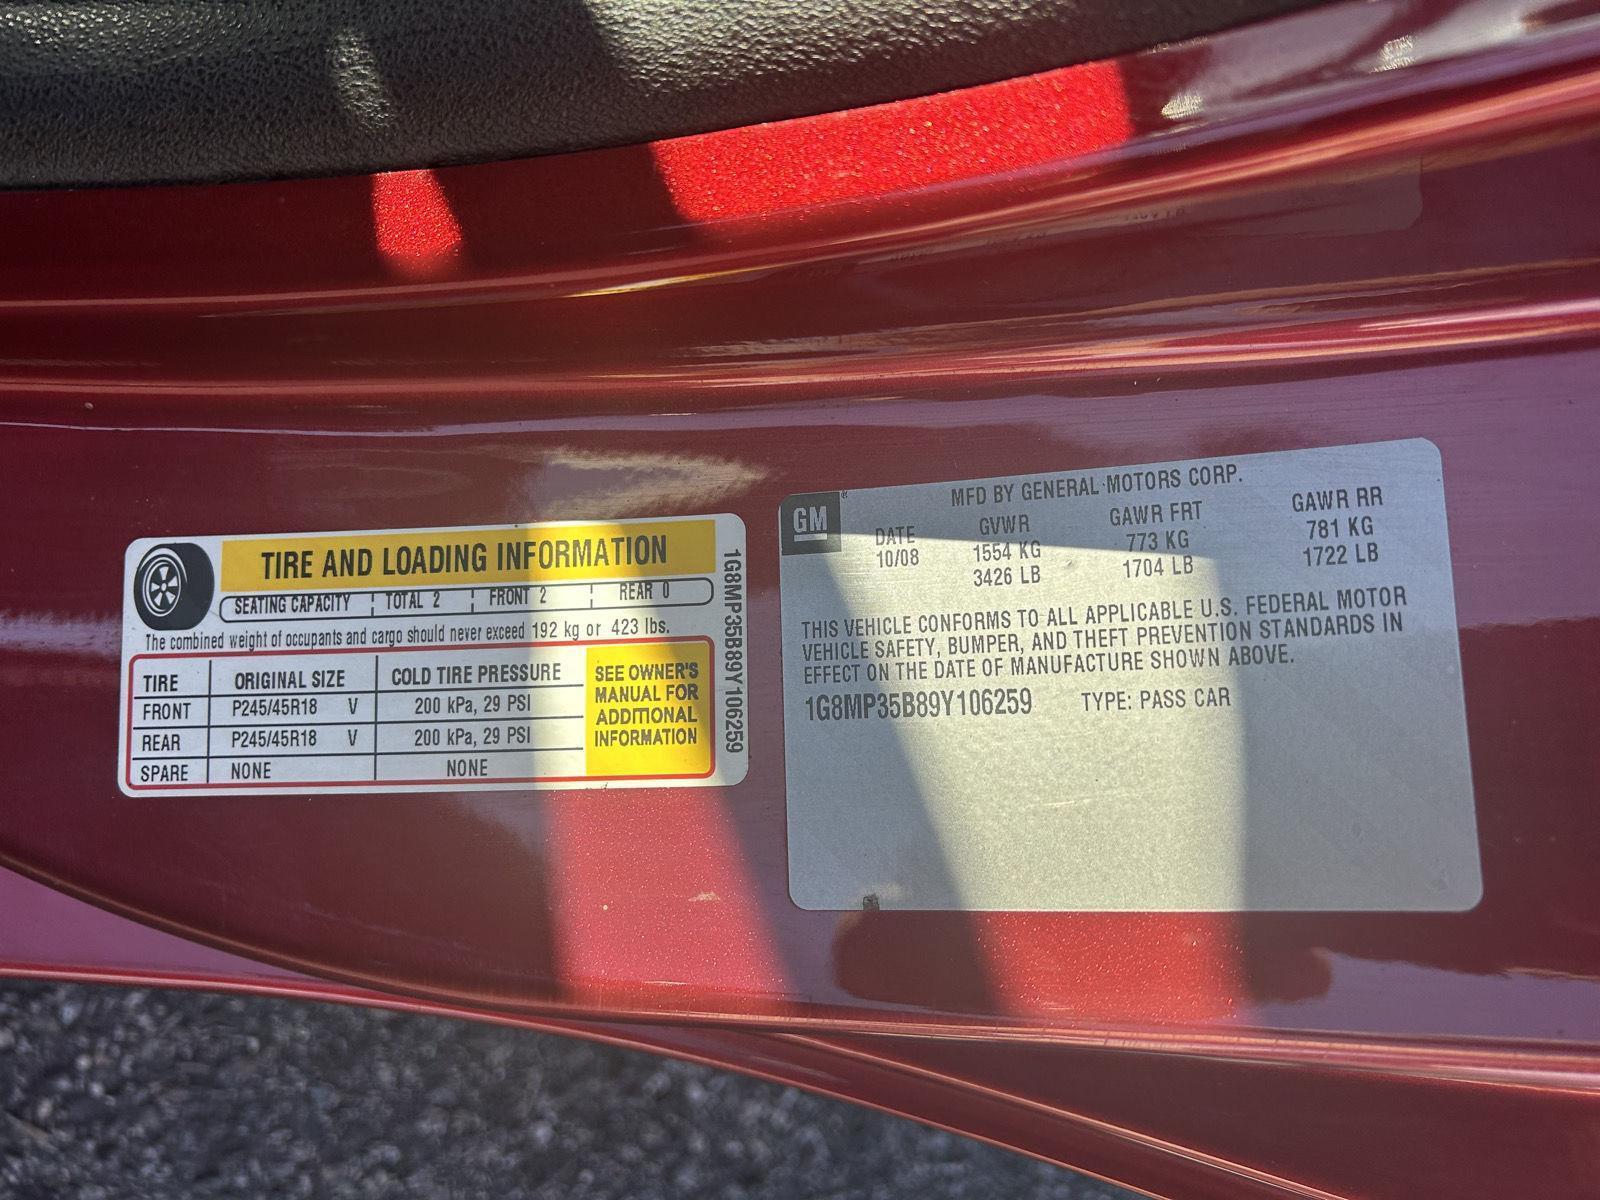 TIRE AND LOADING INFORMATION
SEATING CAPACITY TOTAL 2 FRONT 2 REAR 0
The combined weight of occupants and cargo should never exceed 192 kg or 423 lbs.
TIRE ORIGINAL SIZE COLD TIRE PRESSURE
FRONT P245/45R18 V 200 kPa, 29 PSI
REAR P245/45R18 V 200 kPa, 29 PSI
SPARE NONE NONE
SEE OWNER'S
MANUAL FOR
ADDITIONAL
INFORMATION
1G8MP35B89Y106259
GM
MFD BY GENERAL MOTORS CORP.
DATE GVWR GAWR FRT GAWR RR
10/08 1554 KG 773 KG 781 KG
3426 LB 1704 LB 1722 LB
THIS VEHICLE CONFORMS TO ALL APPLICABLE U.S. FEDERAL MOTOR
VEHICLE SAFETY, BUMPER, AND THEFT PREVENTION STANDARDS IN
EFFECT ON THE DATE OF MANUFACTURE SHOWN ABOVE.
1G8MP35B89Y106259 TYPE: PASS CAR